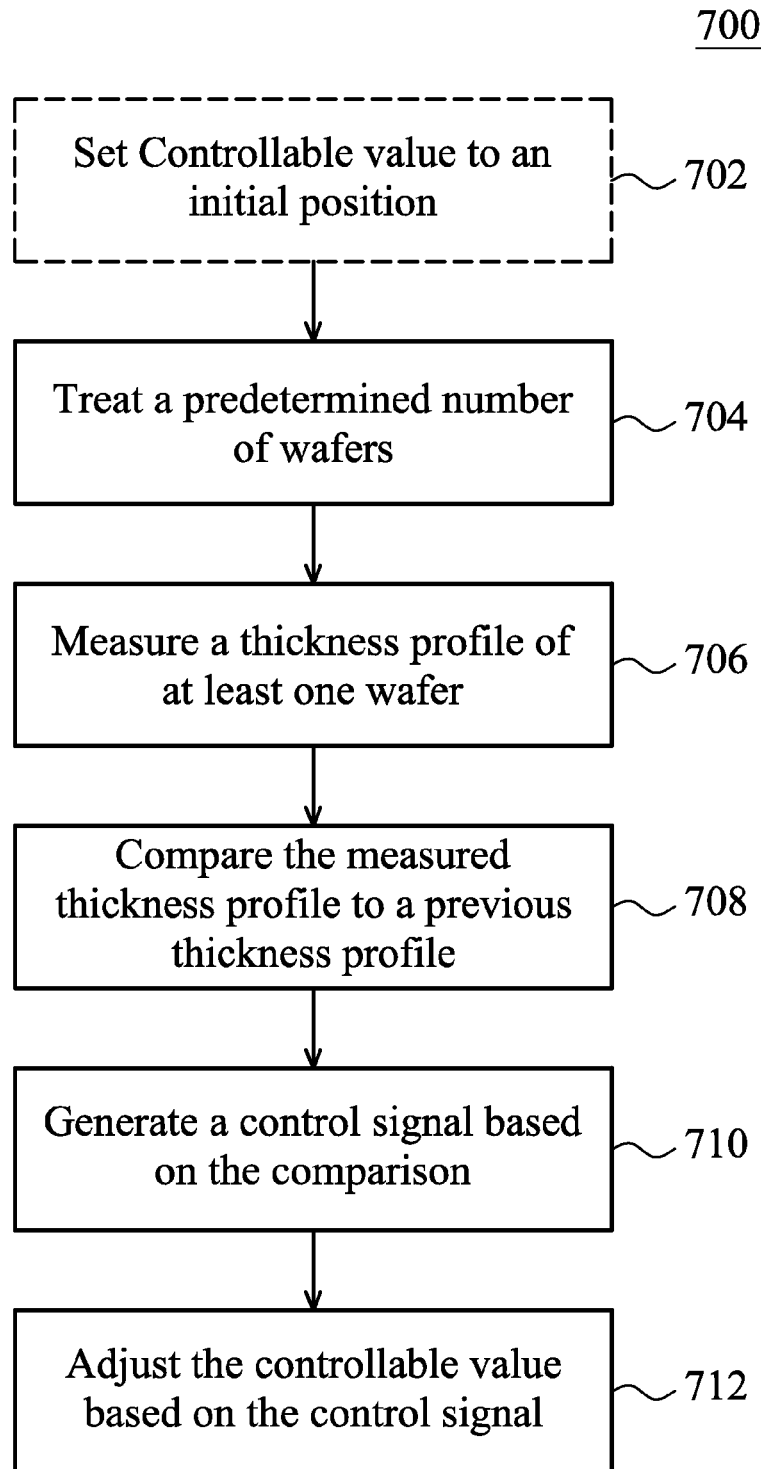 700
Set Controllable value to an
initial position
702
Treat a predetermined number
of wafers
704
Measure a thickness profile of
at least one wafer
706
Compare the measured
thickness profile to a previous
thickness profile
708
Generate a control signal based
on the comparison
710
Adjust the controllable value
based on the control signal
712